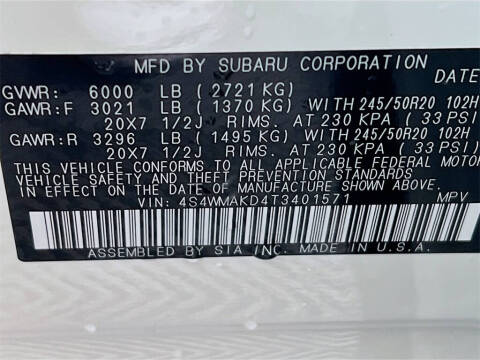 MFD BY SUBARU CORPORATION DATE
GVWR: 6000 LB (2721 KG)
GAWR:F 3021 LB (1370 KG) WITH 245/50R20 102H
20X7 1/2J RIMS. AT 230 KPA (33 PSI)
GAWR:R 3296 LB (1495 KG) WITH 245/50R20 102H
20X7 1/2J RIMS. AT 230 KPA (33 PSI)
THIS VEHICLE CONFORMS TO ALL APPLICABLE FEDERAL MOTOR
VEHICLE SAFETY AND THEFT PREVENTION STANDARDS
IN EFFECT ON THE DATE OF MANUFACTURE SHOWN ABOVE.
VIN: 4S4WMAKD4T3401571 MPV
ASSEMBLED BY SIA INC. MADE IN U.S.A.